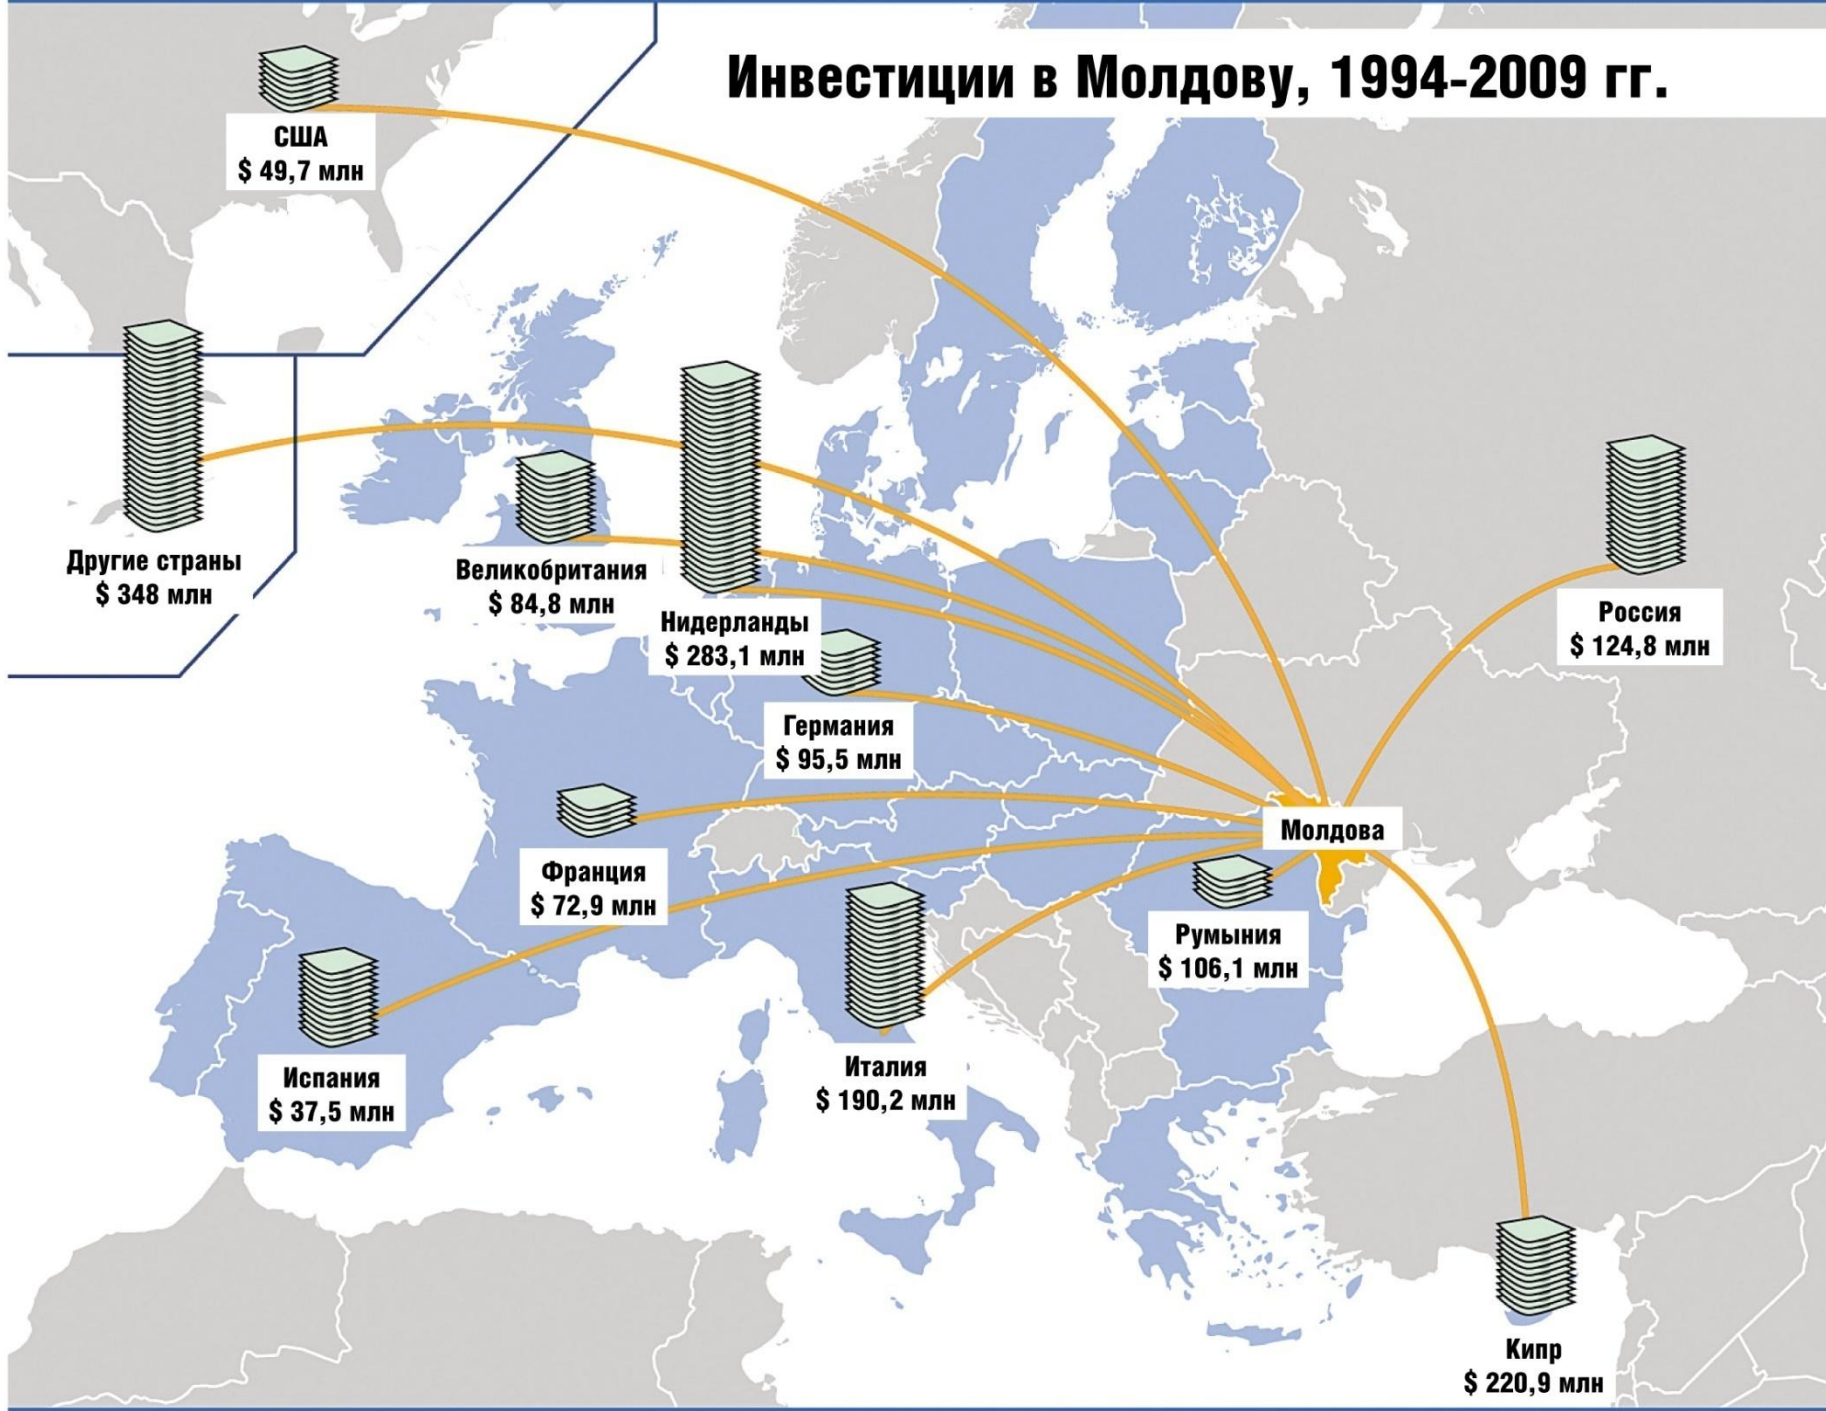 Инвестиции в Молдову, 1994-2009 гг.
США
$ 49,7 млн
Другие страны
$ 348 млн
Великобритания
$ 84,8 млн
Нидерланды
$ 283,1 млн
Россия
$ 124,8 млн
Германия
$ 95,5 млн
Молдова
Франция
$ 72,9 млн
Румыния
$ 106,1 млн
Испания
$ 37,5 млн
Италия
$ 190,2 млн
Кипр
$ 220,9 млн